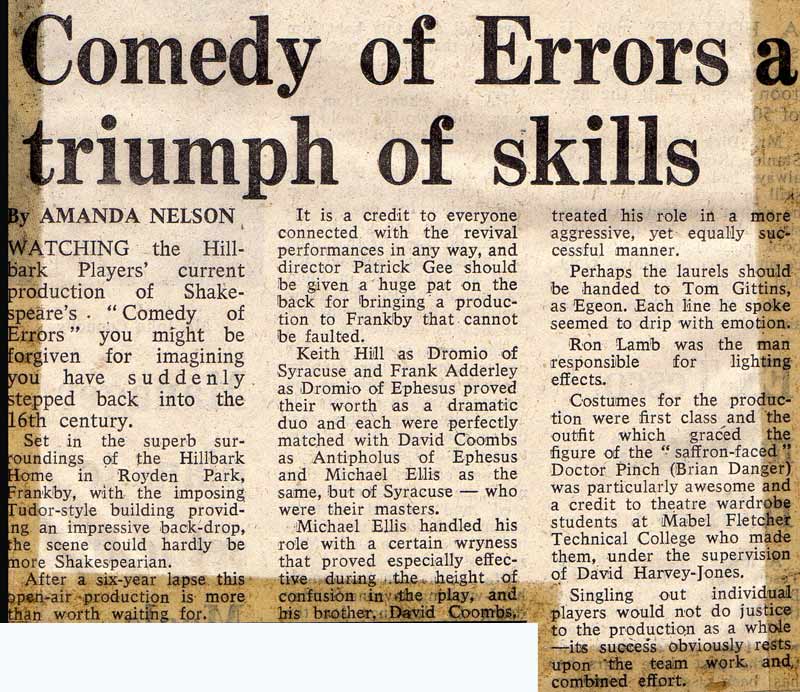 Comedy of Errors a
triumph of skills
By AMANDA NELSON
WATCHING the Hill-
bark Players' current
production of Shake-
speare's "Comedy of
Errors" you might be
forgiven for imagining
you have suddenly
stepped back into the
16th century.
Set in the superb sur-
roundings of the Hillbark
Home in Royden Park,
Frankby, with the imposing
Tudor-style building provid-
ing an impressive back-drop,
the scene could hardly be
more Shakespearian.
After a six-year lapse this
open-air production is more
than worth waiting for.
It is a credit to everyone
connected with the revival
performances in any way, and
director Patrick Gee should
be given a huge pat on the
back for bringing a produc-
tion to Frankby that cannot
be faulted.
Keith Hill as Dromio of
Syracuse and Frank Adderley
as Dromio of Ephesus proved
their worth as a dramatic
duo and each were perfectly
matched with David Coombs
as Antipholus of Ephesus
and Michael Ellis as the
same, but of Syracuse — who
were their masters.
Michael Ellis handled his
role with a certain wryness
that proved especially effec-
tive during the height of
confusion in the play, and
his brother, David Coombs,
treated his role in a more
aggressive, yet equally suc-
cessful manner.
Perhaps the laurels should
be handed to Tom Gittins,
as Egeon. Each line he spoke
seemed to drip with emotion.
Ron Lamb was the man
responsible for lighting
effects.
Costumes for the produc-
tion were first class and the
outfit which graced the
figure of the "saffron-faced"
Doctor Pinch (Brian Danger)
was particularly awesome and
a credit to theatre wardrobe
students at Mabel Fletcher
Technical College who made
them, under the supervision
of David Harvey-Jones.
Singling out individual
players would not do justice
to the production as a whole
—its success obviously rests
upon the team work and
combined effort.